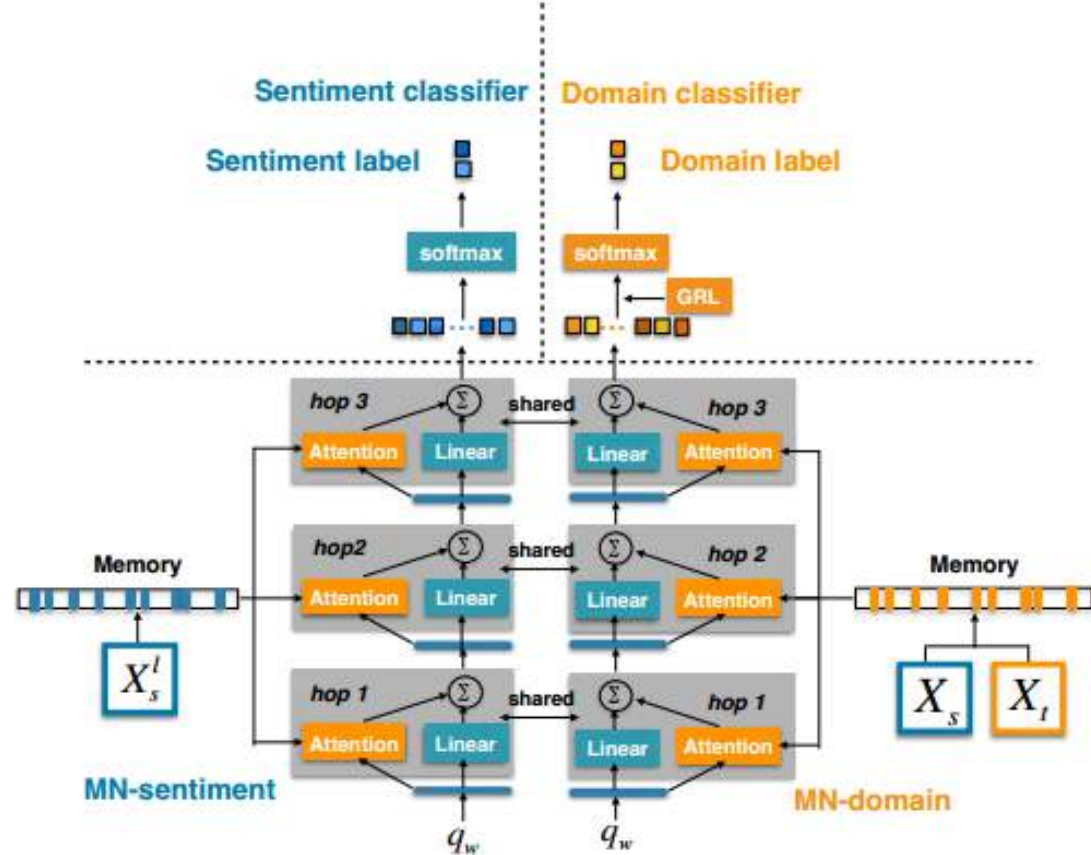 Sentiment classifier Domain classifier
Sentiment label Domain label
softmax softmax
GRL
hop 3 Σ shared Σ hop 3
Attention Linear Linear Attention
hop2 Σ shared Σ hop 2
Memory Memory
Attention Linear Linear Attention
X_s^l X_s X_t
hop 1 Σ shared Σ hop 1
Attention Linear Linear Attention
MN-sentiment MN-domain
q_w q_w